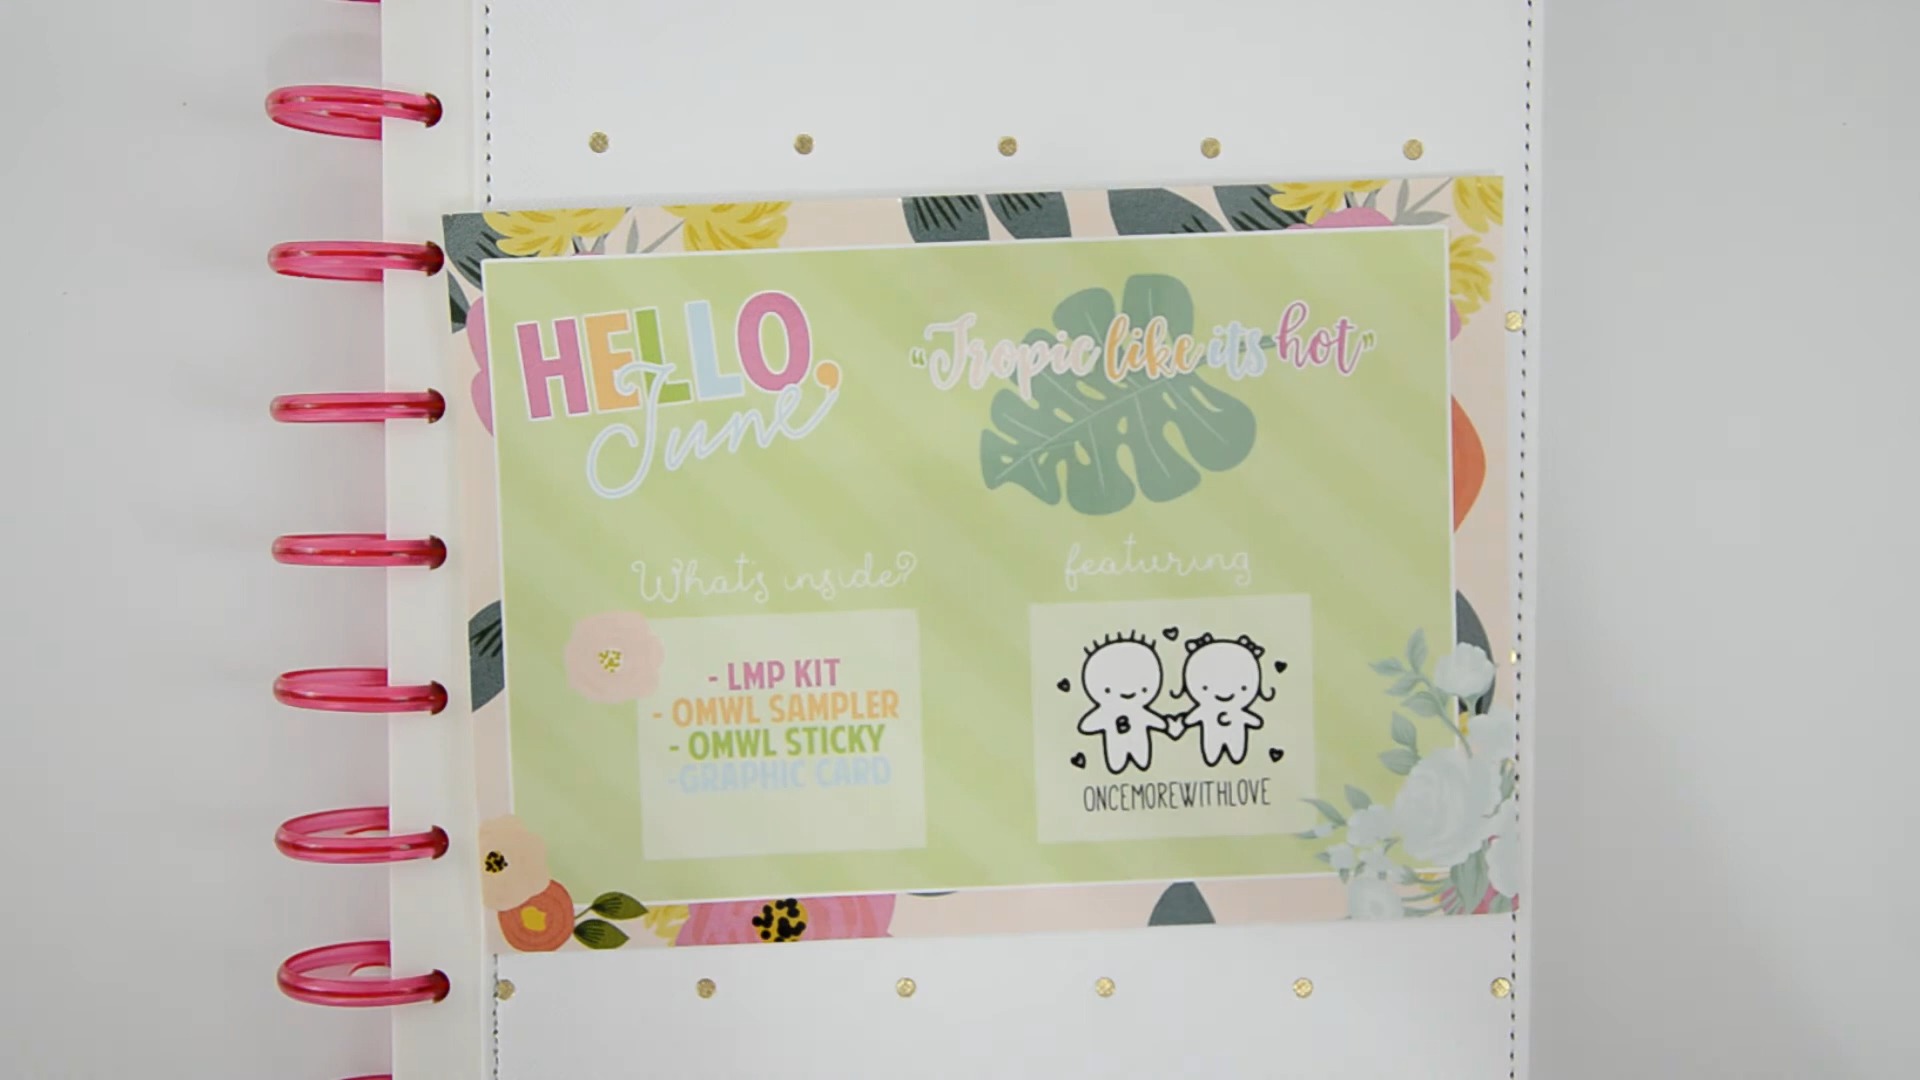 HELLO,
June
"Tropic like its hot"
What's inside?
- LMP KIT
- OMWL SAMPLER
- OMWL STICKY
-GRAPHIC CARD
featuring
B C
ONCEMOREWITHLOVE